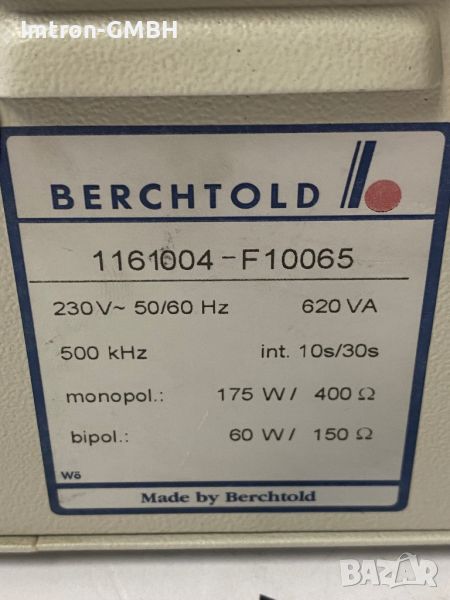 Imtron-GMBH
BERCHTOLD
1161004-F10065
230V~ 50/60 Hz 620 VA
500 kHz int. 10s/30s
monopol.: 175 W/ 400 Ω
bipol.: 60 W/ 150 Ω
Wö
Made by Berchtold
BAZAR